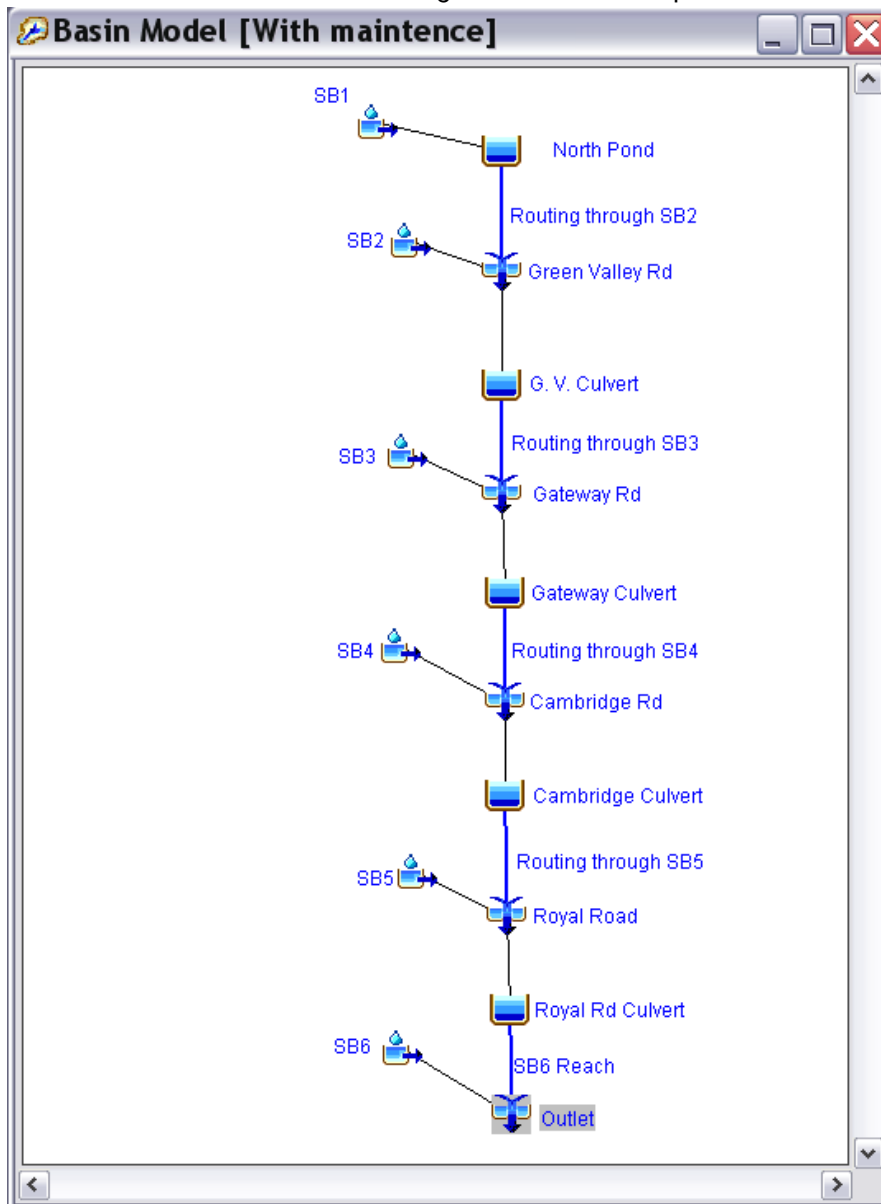 Basin Model [With maintence]
SB1
North Pond
Routing through SB2
SB2
Green Valley Rd
G. V. Culvert
Routing through SB3
SB3
Gateway Rd
Gateway Culvert
SB4
Routing through SB4
Cambridge Rd
Cambridge Culvert
Routing through SB5
SB5
Royal Road
Royal Rd Culvert
SB6
SB6 Reach
Outlet